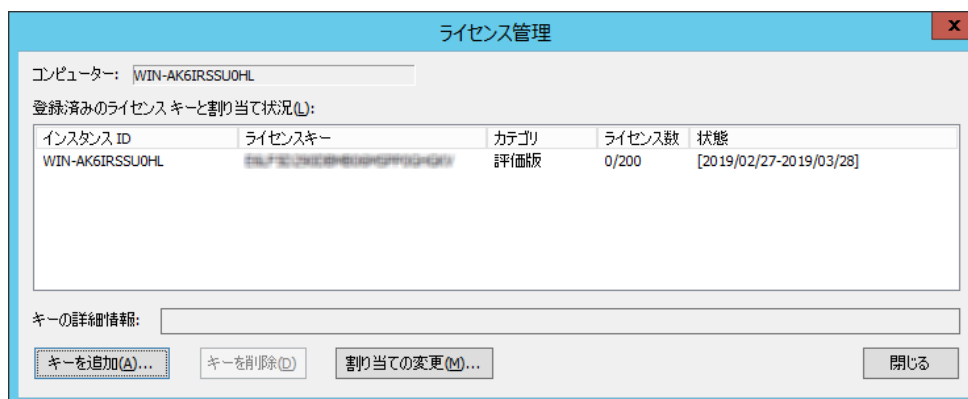 ライセンス管理
x
コンピューター: WIN-AK6IRSSU0HL
登録済みのライセンス キーと割り当て状況(L):
インスタンス ID ライセンスキー カテゴリ ライセンス数 状態
WIN-AK6IRSSU0HL 評価版 0/200 [2019/02/27-2019/03/28]
キーの詳細情報:
キーを追加(A)... キーを削除(D) 割り当ての変更(M)... 閉じる